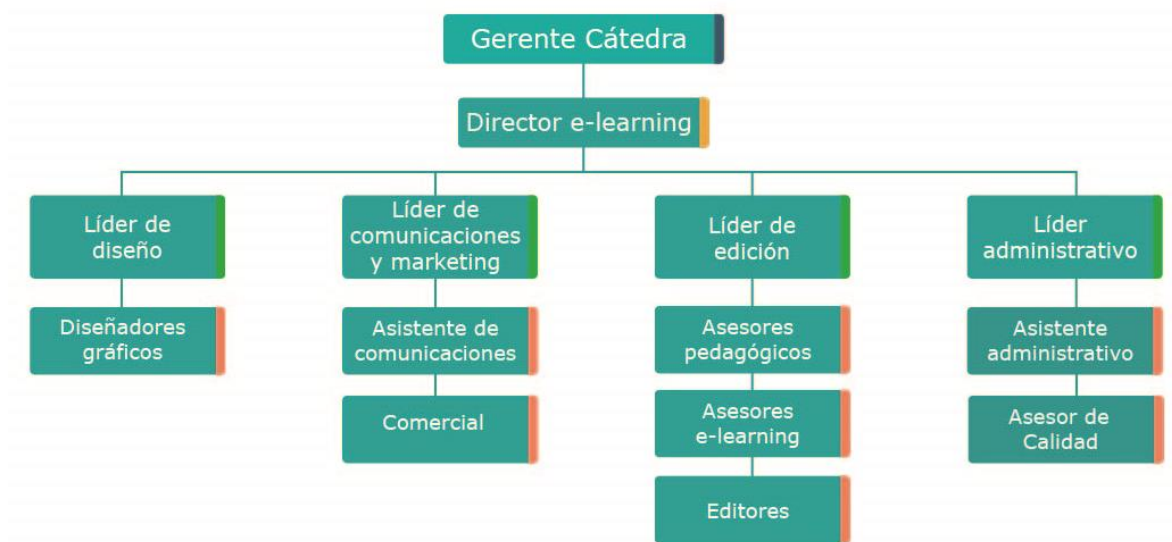 Gerente Cátedra
Director e-learning
Líder de
diseño
Líder de
comunicaciones
y marketing
Líder de
edición
Líder
administrativo
Diseñadores
gráficos
Asistente de
comunicaciones
Asesores
pedagógicos
Asistente
administrativo
Comercial
Asesores
e-learning
Asesor de
Calidad
Editores